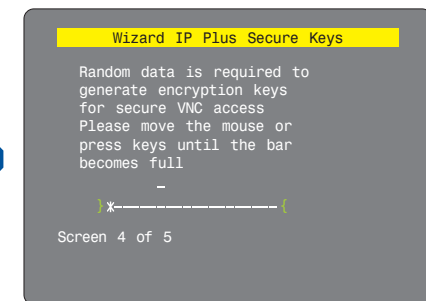 Wizard IP Plus Secure Keys
Random data is required to
generate encryption keys
for secure VNC access
Please move the mouse or
press keys until the bar
becomes full
}*-----------------{
Screen 4 of 5